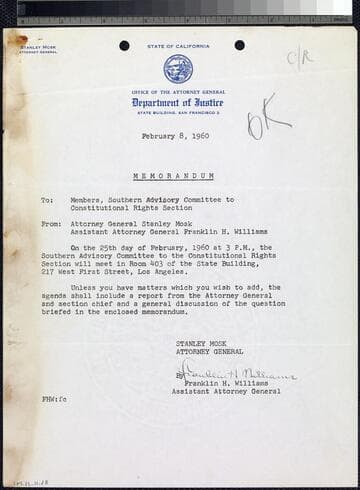 STANLEY MOSK
ATTORNEY GENERAL
STATE OF CALIFORNIA
C/R
OFFICE OF THE ATTORNEY GENERAL
Department of Justice
STATE BUILDING, SAN FRANCISCO 2
OK
February 8, 1960
MEMORANDUM
To: Members, Southern Advisory Committee to
Constitutional Rights Section
From: Attorney General Stanley Mosk
Assistant Attorney General Franklin H. Williams
On the 25th day of February, 1960 at 3 P.M., the
Southern Advisory Committee to the Constitutional Rights
Section will meet in Room 403 of the State Building,
217 West First Street, Los Angeles.
Unless you have matters which you wish to add, the
agenda shall include a report from the Attorney General
and section chief and a general discussion of the question
briefed in the enclosed memorandum.
STANLEY MOSK
ATTORNEY GENERAL
By Franklin H Williams
Franklin H. Williams
Assistant Attorney General
FHW:fc